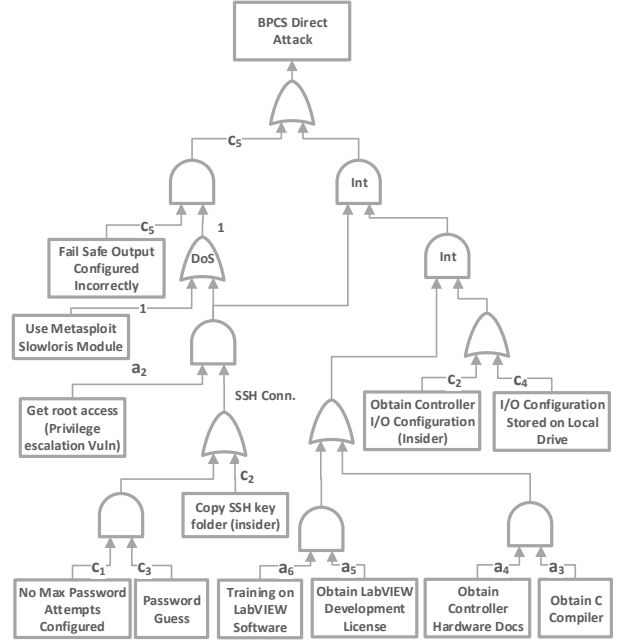 BPCS Direct
Attack
c5
Int
c5
1
Fail Safe Output
Configured
Incorrectly
DoS
Int
1
Use Metasploit
Slowloris Module
a2
SSH Conn.
c2
c4
Get root access
(Privilege
escalation Vuln)
Obtain Controller
I/O Configuration
(Insider)
I/O Configuration
Stored on Local
Drive
c2
Copy SSH key
folder (insider)
c1
c3
a6
a5
a4
a3
No Max Password
Attempts
Configured
Password
Guess
Training on
LabVIEW
Software
Obtain LabVIEW
Development
License
Obtain
Controller
Hardware Docs
Obtain C
Compiler